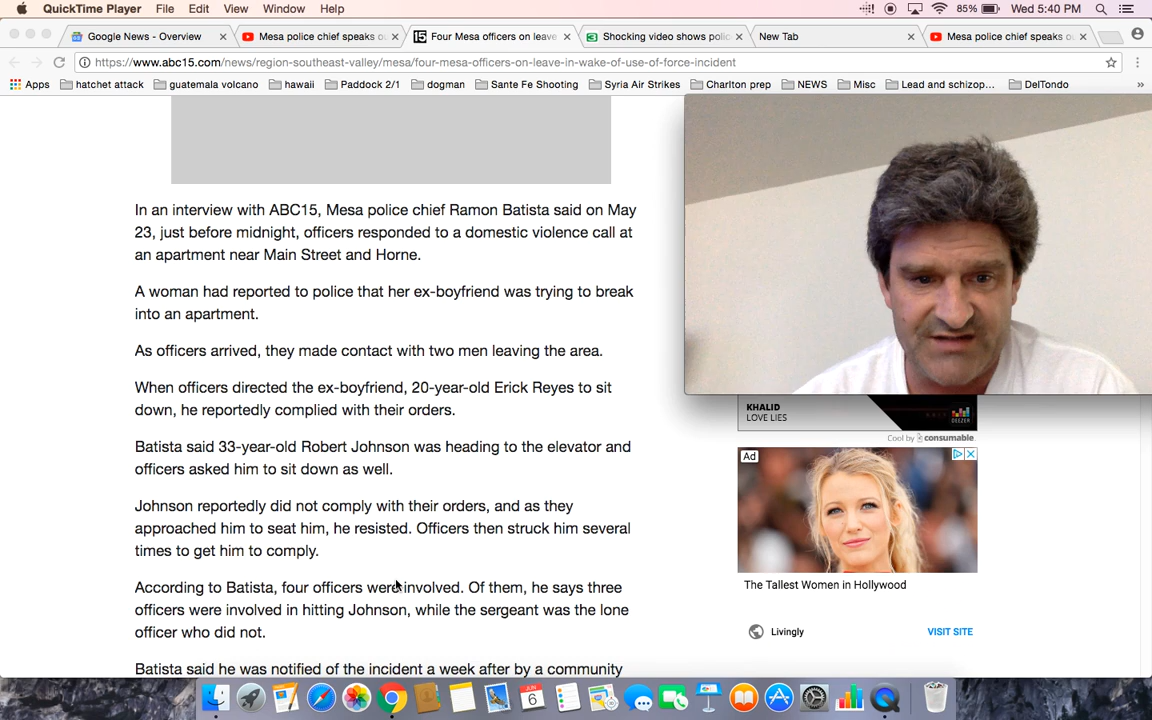 QuickTime Player File Edit View Window Help 85% Wed 5:40 PM
Google News - Overview × Mesa police chief speaks ou × 15 Four Mesa officers on leave × 3 Shocking video shows polic × New Tab × Mesa police chief speaks ou ×
https://www.abc15.com/news/region-southeast-valley/mesa/four-mesa-officers-on-leave-in-wake-of-use-of-force-incident
Apps hatchet attack guatemala volcano hawaii Paddock 2/1 dogman Sante Fe Shooting Syria Air Strikes Charlton prep NEWS Misc Lead and schizop... DelTondo »
In an interview with ABC15, Mesa police chief Ramon Batista said on May
23, just before midnight, officers responded to a domestic violence call at
an apartment near Main Street and Horne.
A woman had reported to police that her ex-boyfriend was trying to break
into an apartment.
As officers arrived, they made contact with two men leaving the area.
When officers directed the ex-boyfriend, 20-year-old Erick Reyes to sit
down, he reportedly complied with their orders.
Batista said 33-year-old Robert Johnson was heading to the elevator and
officers asked him to sit down as well.
Johnson reportedly did not comply with their orders, and as they
approached him to seat him, he resisted. Officers then struck him several
times to get him to comply.
According to Batista, four officers were involved. Of them, he says three
officers were involved in hitting Johnson, while the sergeant was the lone
officer who did not.
Batista said he was notified of the incident a week after by a community
KHALID
LOVE LIES
DEEZER
Cool by consumable.
Ad
The Tallest Women in Hollywood
Livingly VISIT SITE
JUN
6